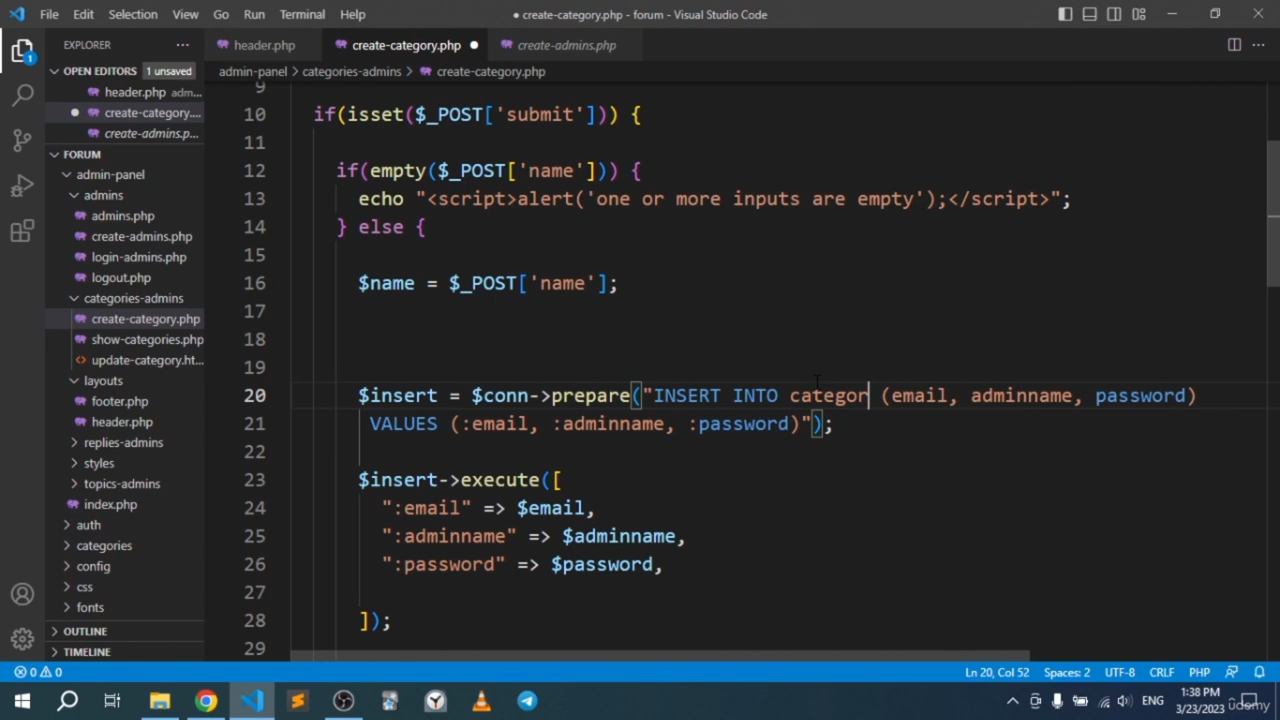 File Edit Selection View Go Run Terminal Help
● create-category.php - forum - Visual Studio Code
EXPLORER
header.php
create-category.php
create-admins.php
OPEN EDITORS 1 unsaved
admin-panel > categories-admins > create-category.php
header.php adm...
create-category....
create-admins.p...
FORUM
admin-panel
admins
admins.php
create-admins.php
login-admins.php
logout.php
categories-admins
create-category.php
show-categories.php
update-category.ht...
layouts
footer.php
header.php
replies-admins
styles
topics-admins
index.php
auth
categories
config
css
fonts
OUTLINE
TIMELINE
9
10 if(isset($_POST['submit'])) {
11
12 if(empty($_POST['name'])) {
13 echo "<script>alert('one or more inputs are empty');</script>";
14 } else {
15
16 $name = $_POST['name'];
17
18
19
20 $insert = $conn->prepare("INSERT INTO categor (email, adminname, password)
21 VALUES (:email, :adminname, :password)");
22
23 $insert->execute([
24 ":email" => $email,
25 ":adminname" => $adminname,
26 ":password" => $password,
27
28 ]);
29
0 0
Ln 20, Col 52 Spaces: 2 UTF-8 CRLF PHP
ENG
1:38 PM
3/23/2023
udemy